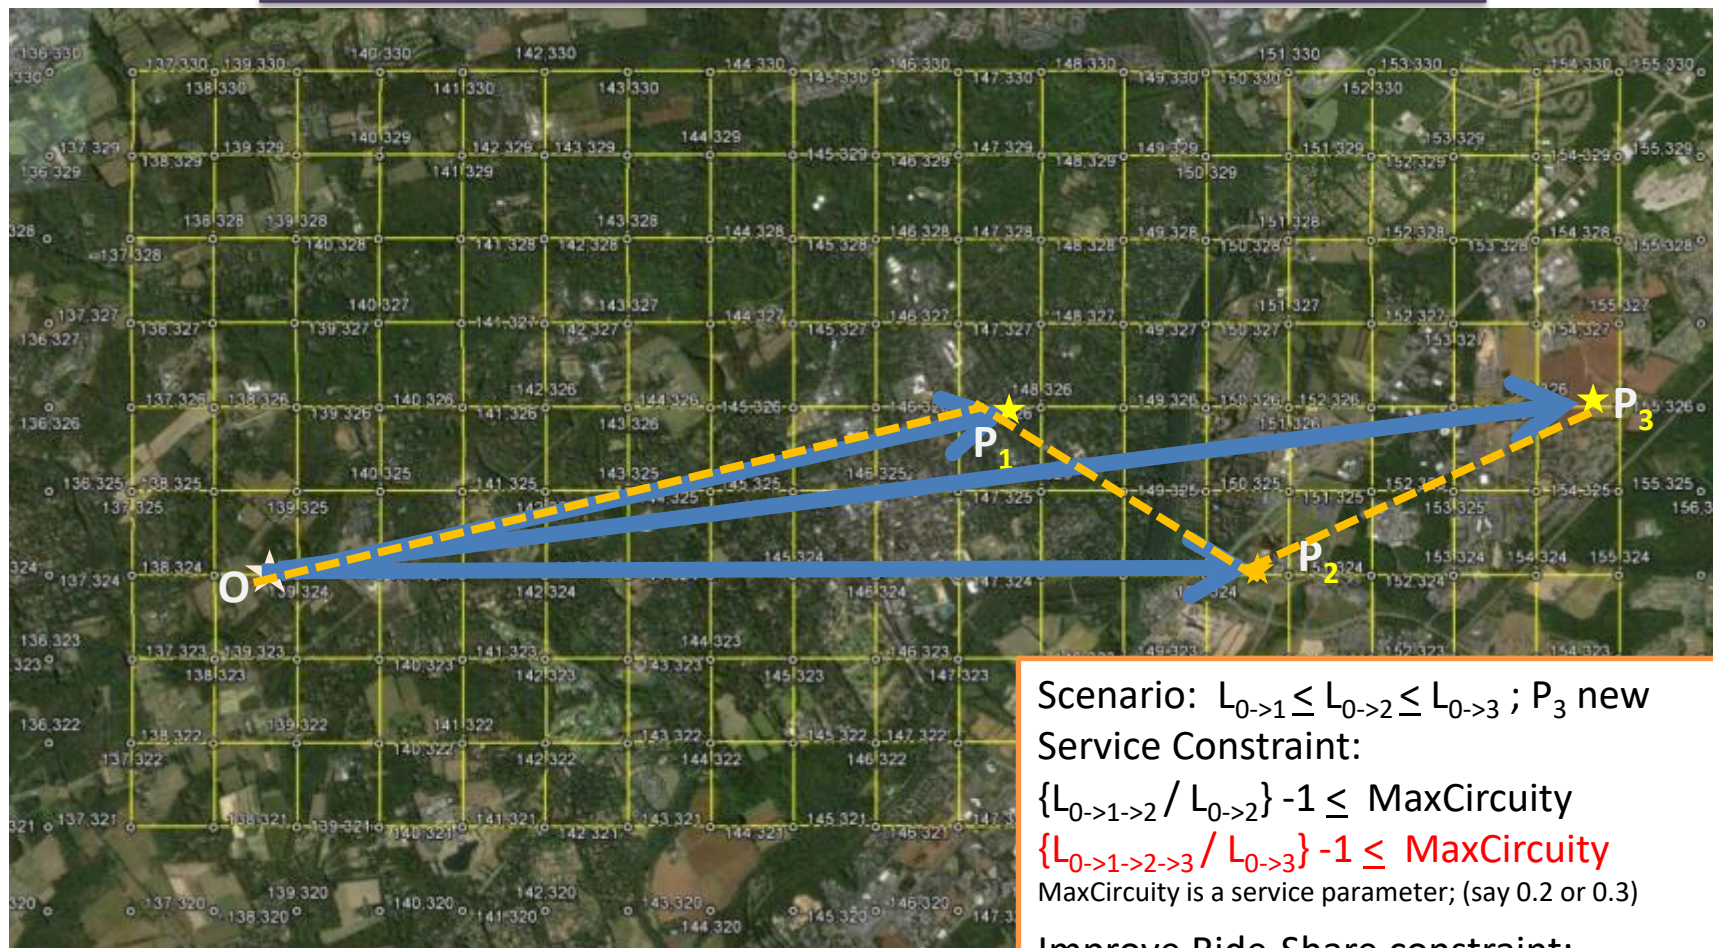 136,330 137,330 139,330 140,330 142,330 144,330 146,330 148,330 151,330 153,330 154,330 155,330
138,330 141,330 143,330 145,330 147,330 149,330 150,330 152,330
137,329 138,329 139,329 140,329 142,329 143,329 144,329 145,329 146,329 148,329 149,329 151,329 152,329 153,329 154,329 155,329
136,329 141,329 150,329
138,328 139,328 143,328 144,328 146,328 147,328 151,328 152,328 154,328
137,328 140,328 141,328 142,328 145,328 148,328 149,328 150,328 153,328 155,328
137,327 140,327 143,327 151,327 155,327
136,327 138,327 139,327 141,327 142,327 144,327 145,327 146,327 147,327 148,327 149,327 150,327 153,327 154,327
142,326 148,326
136,326 137,326 138,326 139,326 140,326 141,326 143,326 144,326 145,326 149,326 150,326 151,326 152,326
P1
P3
136,325 138,325 140,325 143,325 146,325 150,325 152,325 155,325
137,325 139,325 141,325 145,325 147,325 149,325 151,325 153,325 154,325
O
P2
137,324 138,324 139,324 142,324 145,324 147,324 152,324 153,324 154,324 155,324
136,323 137,323 139,323 141,323 144,323 146,323 149,323 154,323
138,323 140,323 142,323 143,323 147,323
136,322 139,322 141,322
137,322 138,322 140,322 142,322 143,322 144,322 145,322 146,322 147,322
137,321 138,321 139,321 140,321 141,321 142,321 143,321 144,321 145,321 146,321
139,320 142,320
137,320 138,320 140,320 141,320 143,320 144,320 145,320 146,320
Scenario: L0->1 ≤ L0->2 ≤ L0->3 ; P3 new
Service Constraint:
{L0->1->2 / L0->2} -1 ≤ MaxCircuity
{L0->1->2->3 / L0->3} -1 ≤ MaxCircuity
MaxCircuity is a service parameter; (say 0.2 or 0.3)
Improve Ride-Share constraint: